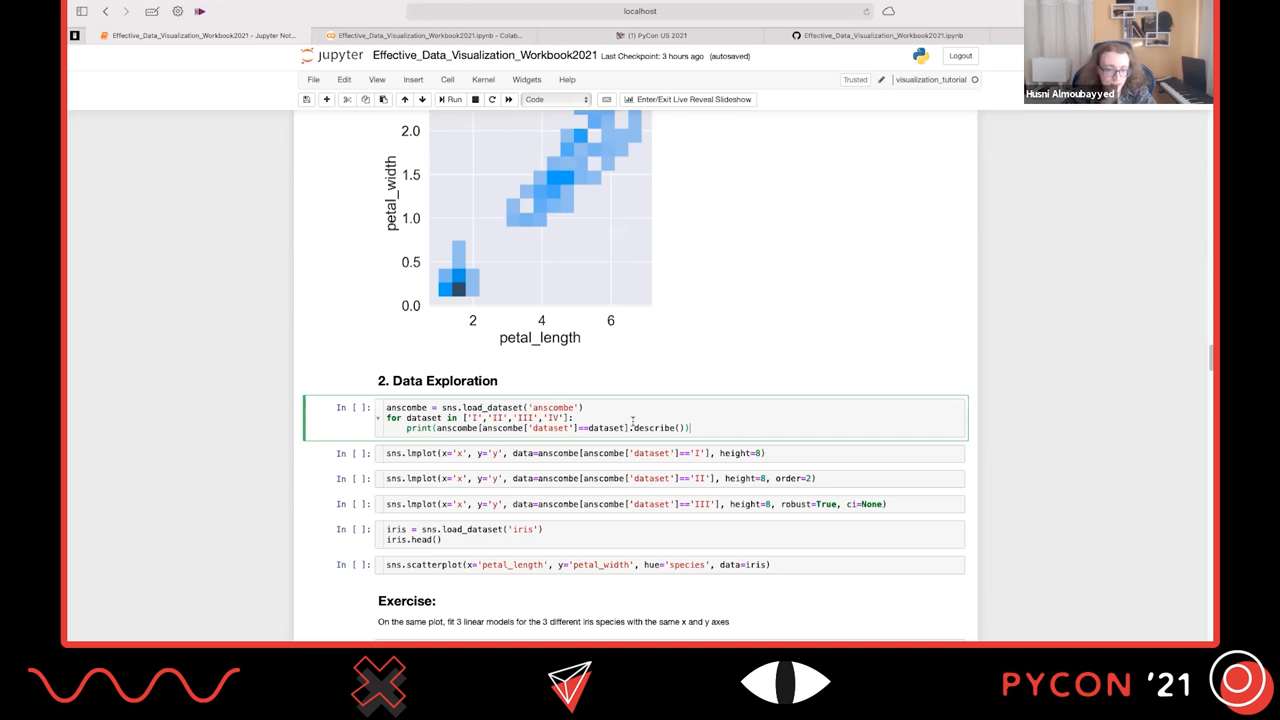 localhost
Effective_Data_Visualization_Workbook2021 - Jupyter Not...
Effective_Data_Visualization_Workbook2021.ipynb - Colab...
(1) PyCon US 2021
Effective_Data_Visualization_Workbook2021.ipynb
jupyter Effective_Data_Visualization_Workbook2021 Last Checkpoint: 3 hours ago (autosaved)
Logout
File Edit View Insert Cell Kernel Widgets Help
Trusted
visualization_tutorial
Run
Code
Enter/Exit Live Reveal Slideshow
Husni Almoubayyed
2.0
1.5
1.0
0.5
0.0
petal_width
2 4 6
petal_length
2. Data Exploration
In [ ]:
anscombe = sns.load_dataset('anscombe')
for dataset in ['I','II','III','IV']:
print(anscombe[anscombe['dataset']==dataset].describe())
In [ ]: sns.lmplot(x='x', y='y', data=anscombe[anscombe['dataset']=='I'], height=8)
In [ ]: sns.lmplot(x='x', y='y', data=anscombe[anscombe['dataset']=='II'], height=8, order=2)
In [ ]: sns.lmplot(x='x', y='y', data=anscombe[anscombe['dataset']=='III'], height=8, robust=True, ci=None)
In [ ]: iris = sns.load_dataset('iris')
iris.head()
In [ ]: sns.scatterplot(x='petal_length', y='petal_width', hue='species', data=iris)
Exercise:
On the same plot, fit 3 linear models for the 3 different iris species with the same x and y axes
PYCON '21